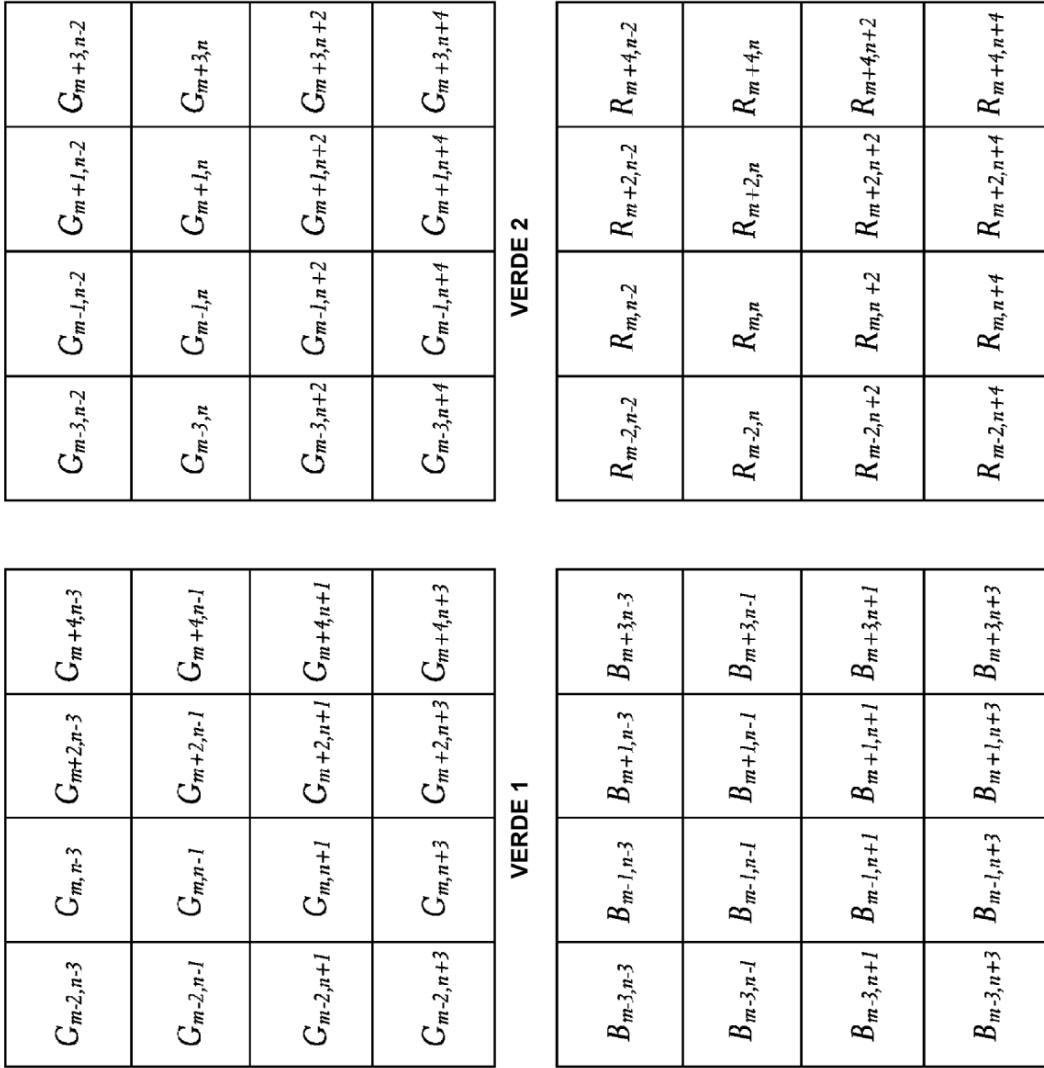 G_{m-2,n-3} G_{m,n-3} G_{m+2,n-3} G_{m+4,n-3} G_{m-3,n-2} G_{m-1,n-2} G_{m+1,n-2} G_{m+3,n-2}
G_{m-2,n-1} G_{m,n-1} G_{m+2,n-1} G_{m+4,n-1} G_{m-3,n} G_{m-1,n} G_{m+1,n} G_{m+3,n}
G_{m-2,n+1} G_{m,n+1} G_{m+2,n+1} G_{m+4,n+1} G_{m-3,n+2} G_{m-1,n+2} G_{m+1,n+2} G_{m+3,n+2}
G_{m-2,n+3} G_{m,n+3} G_{m+2,n+3} G_{m+4,n+3} G_{m-3,n+4} G_{m-1,n+4} G_{m+1,n+4} G_{m+3,n+4}
VERDE 1 VERDE 2
B_{m-3,n-3} B_{m-1,n-3} B_{m+1,n-3} B_{m+3,n-3} R_{m-2,n-2} R_{m,n-2} R_{m+2,n-2} R_{m+4,n-2}
B_{m-3,n-1} B_{m-1,n-1} B_{m+1,n-1} B_{m+3,n-1} R_{m-2,n} R_{m,n} R_{m+2,n} R_{m+4,n}
B_{m-3,n+1} B_{m-1,n+1} B_{m+1,n+1} B_{m+3,n+1} R_{m-2,n+2} R_{m,n+2} R_{m+2,n+2} R_{m+4,n+2}
B_{m-3,n+3} B_{m-1,n+3} B_{m+1,n+3} B_{m+3,n+3} R_{m-2,n+4} R_{m,n+4} R_{m+2,n+4} R_{m+4,n+4}